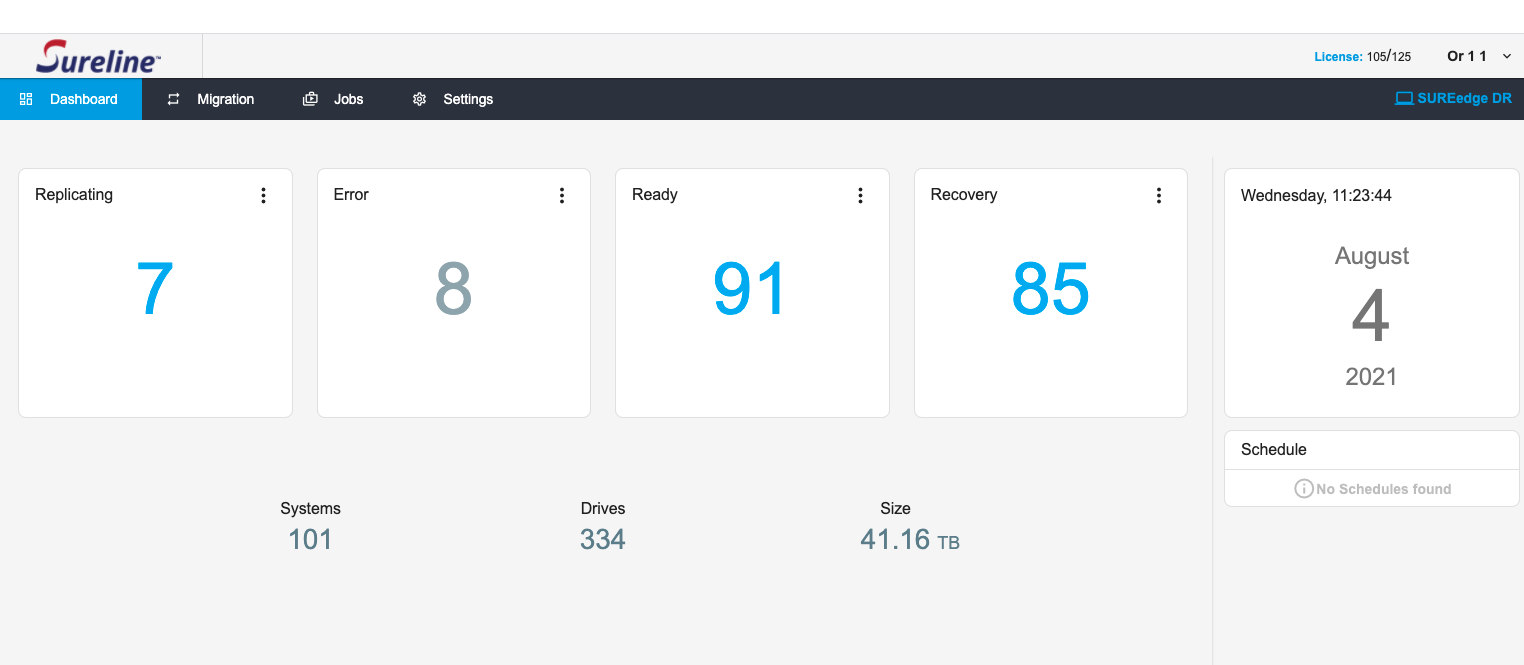 Sureline™
License: 105/125
Or 1 1
Dashboard
Migration
Jobs
Settings
SUREedge DR
Replicating
7
Error
8
Ready
91
Recovery
85
Wednesday, 11:23:44
August
4
2021
Schedule
No Schedules found
Systems
101
Drives
334
Size
41.16 TB